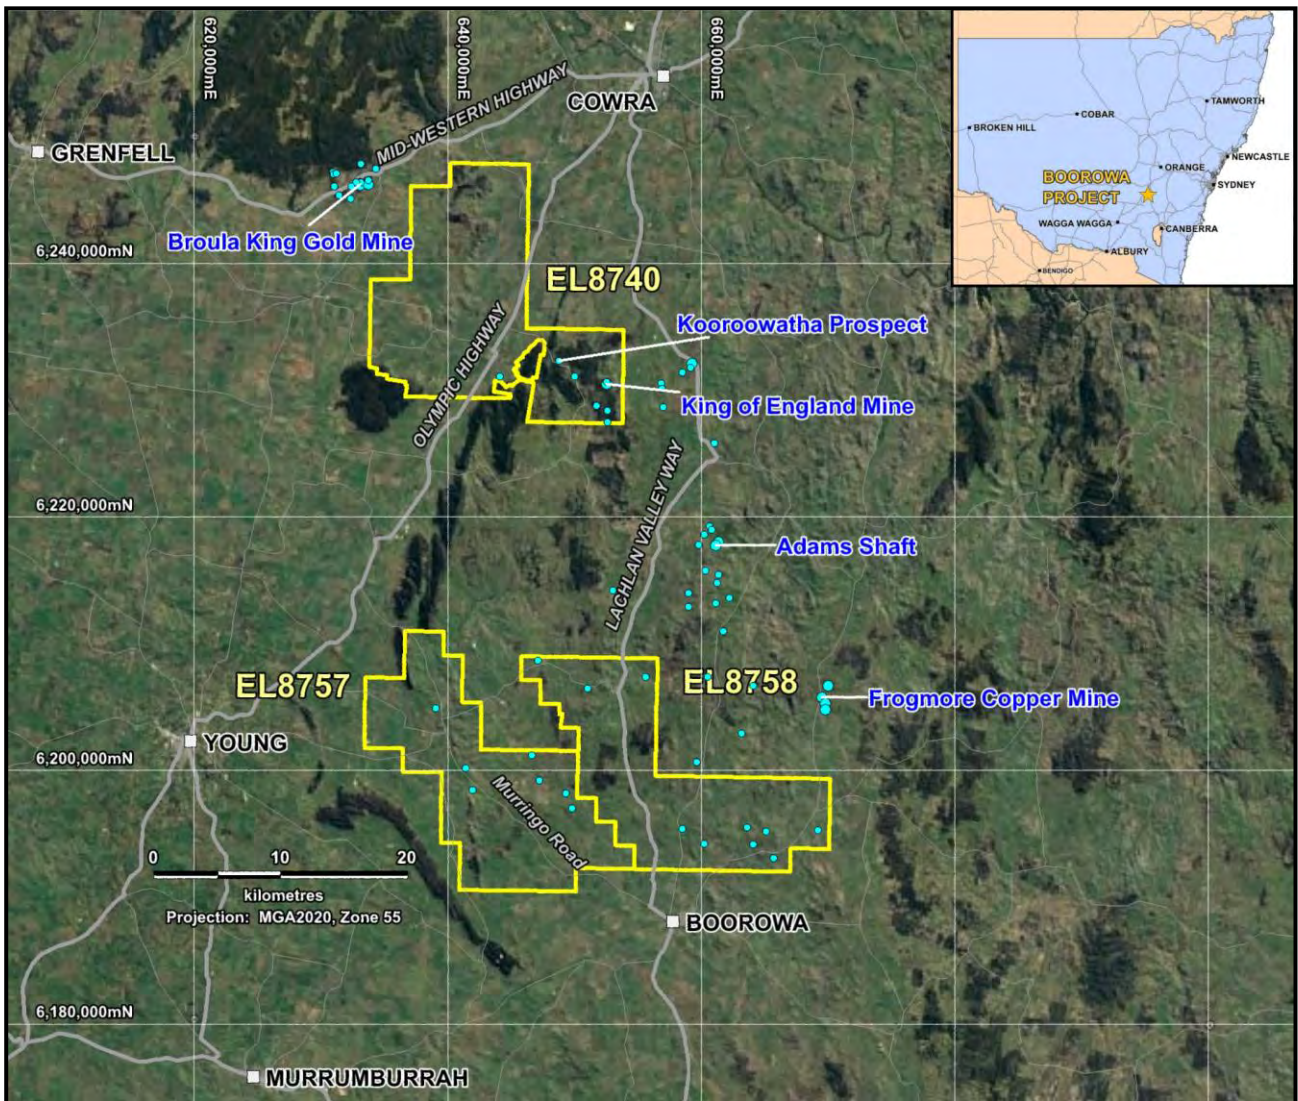 620,000mE
640,000mE
660,000mE
COWRA
MID-WESTERN HIGHWAY
GRENFELL
Broula King Gold Mine
6,240,000mN
EL8740
OLYMPIC HIGHWAY
Kooroowatha Prospect
King of England Mine
LACHLAN VALLEY WAY
6,220,000mN
Adams Shaft
EL8757
EL8758
Frogmore Copper Mine
YOUNG
6,200,000mN
Murringo Road
0 10 20
kilometres
Projection: MGA2020, Zone 55
BOOROWA
6,180,000mN
MURRUMBURRAH
TAMWORTH
COBAR
BROKEN HILL
NEWCASTLE
ORANGE
BOOROWA
PROJECT
SYDNEY
WAGGA WAGGA
CANBERRA
ALBURY
BENDIGO